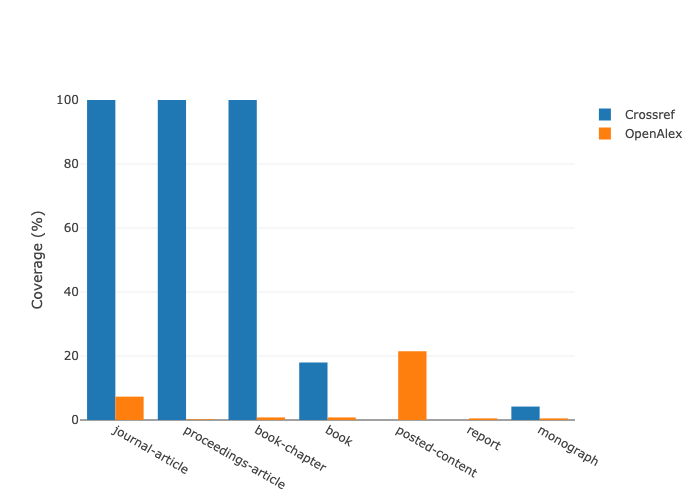 100
80
60
40
20
0
Coverage (%)
journal-article
proceedings-article
book-chapter
book
posted-content
report
monograph
Crossref
OpenAlex